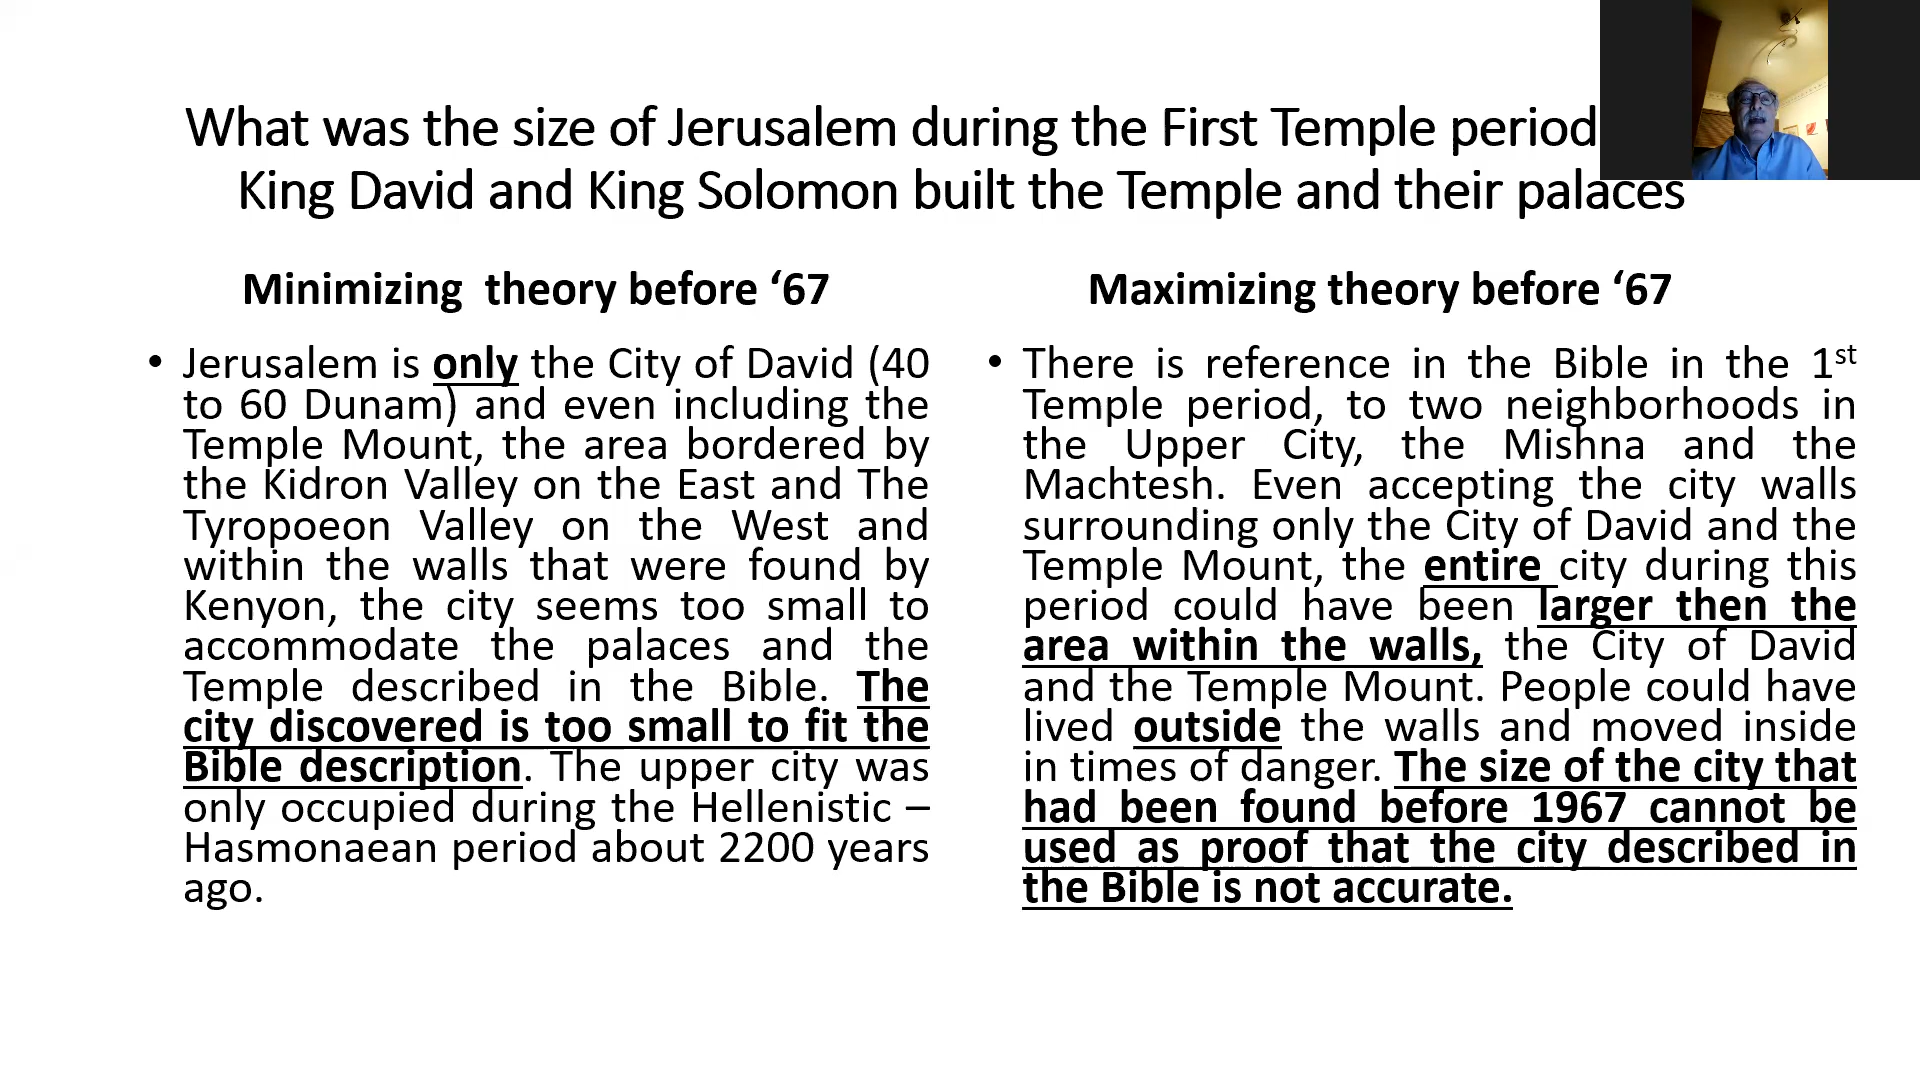 What was the size of Jerusalem during the First Temple period
King David and King Solomon built the Temple and their palaces
Minimizing  theory before ‘67
• Jerusalem is only the City of David (40
to 60 Dunam) and even including the
Temple Mount, the area bordered by
the Kidron Valley on the East and The
Tyropoeon Valley on the West and
within the walls that were found by
Kenyon, the city seems too small to
accommodate the palaces and the
Temple described in the Bible. The
city discovered is too small to fit the
Bible description. The upper city was
only occupied during the Hellenistic –
Hasmonaean period about 2200 years
ago.
Maximizing theory before ‘67
• There is reference in the Bible in the 1st
Temple period, to two neighborhoods in
the Upper City, the Mishna and the
Machtesh. Even accepting the city walls
surrounding only the City of David and the
Temple Mount, the entire city during this
period could have been larger then the
area within the walls, the City of David
and the Temple Mount. People could have
lived outside the walls and moved inside
in times of danger. The size of the city that
had been found before 1967 cannot be
used as proof that the city described in
the Bible is not accurate.